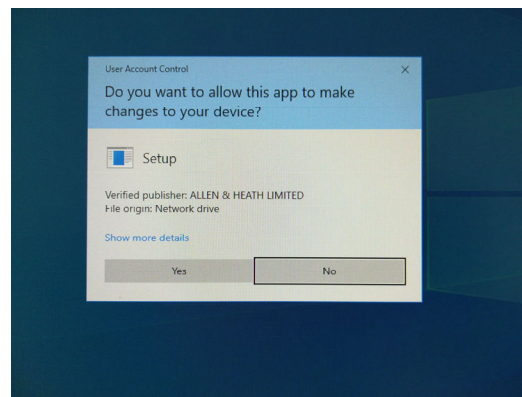 User Account Control
Do you want to allow this app to make
changes to your device?
Setup
Verified publisher: ALLEN & HEATH LIMITED
File origin: Network drive
Show more details
Yes
No